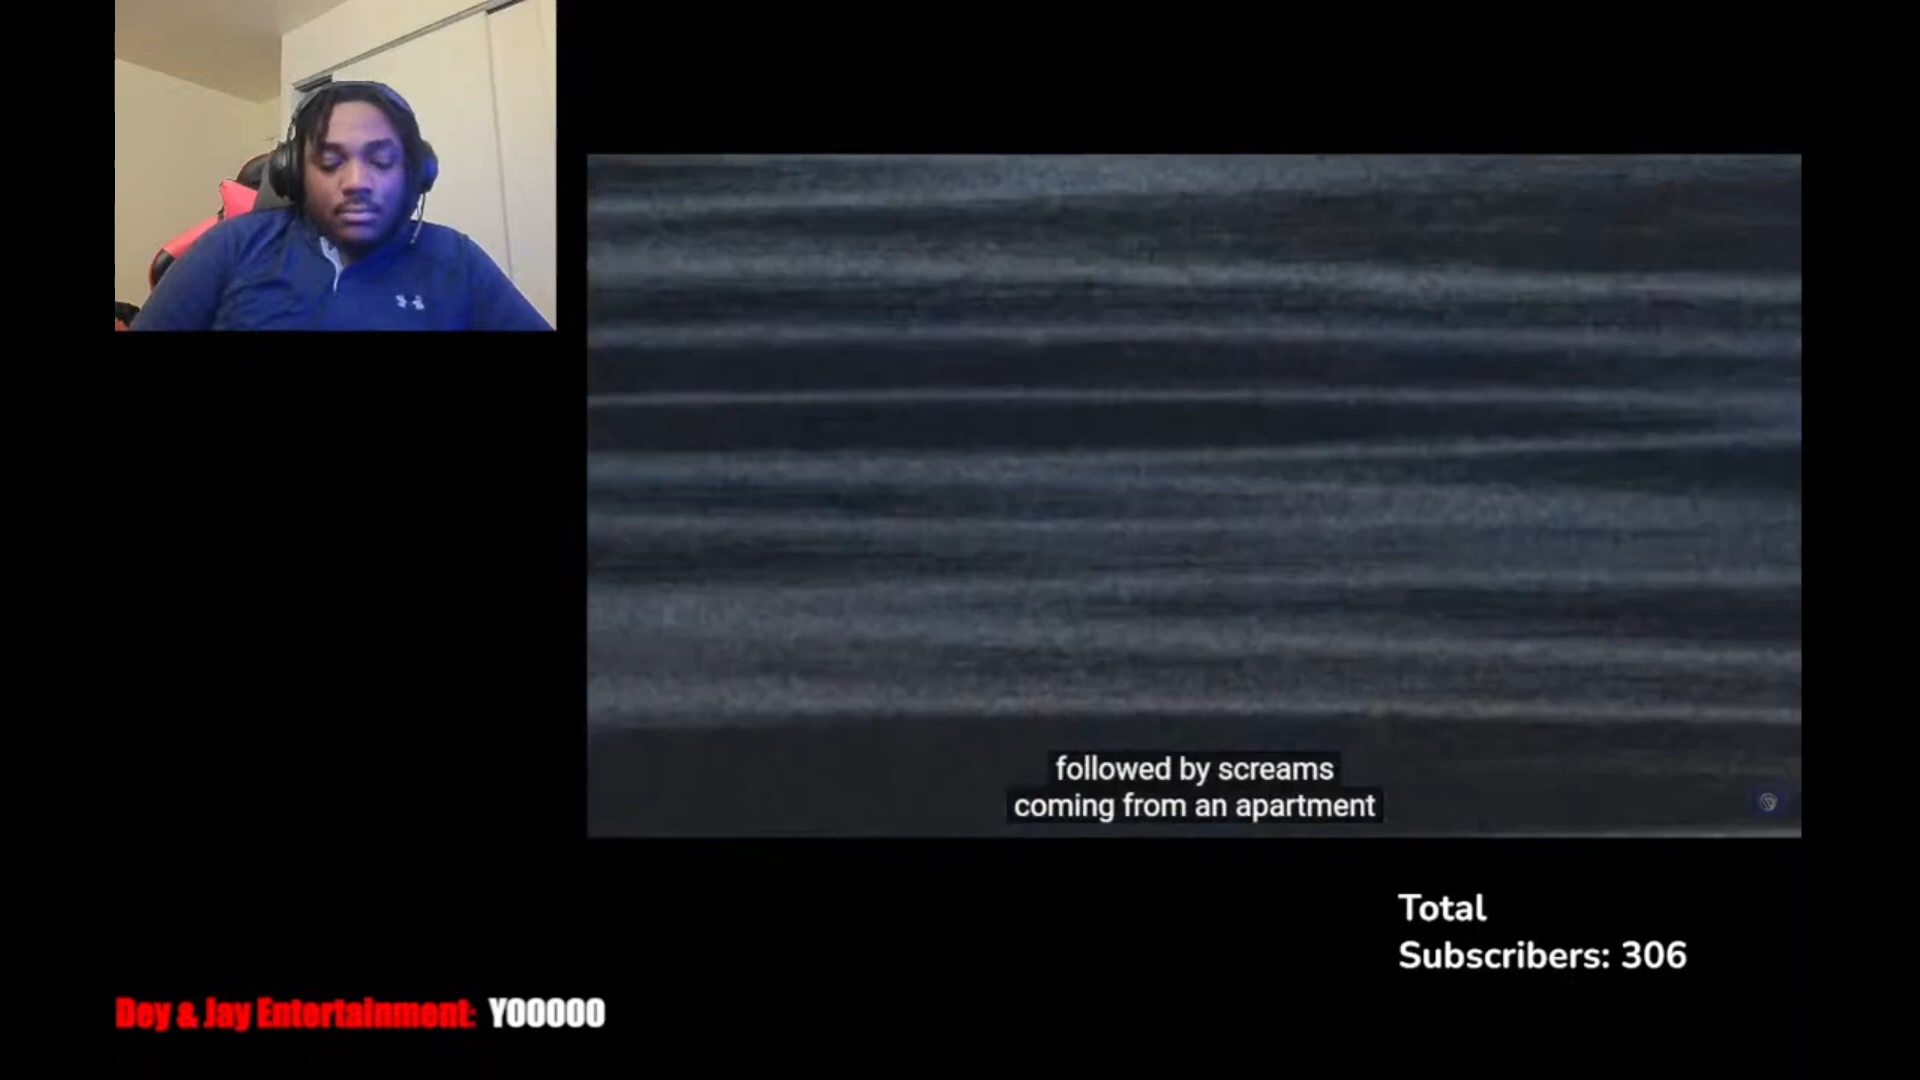 followed by screams
coming from an apartment
Total
Subscribers: 306
Dey & Jay Entertainment: YOOOOO